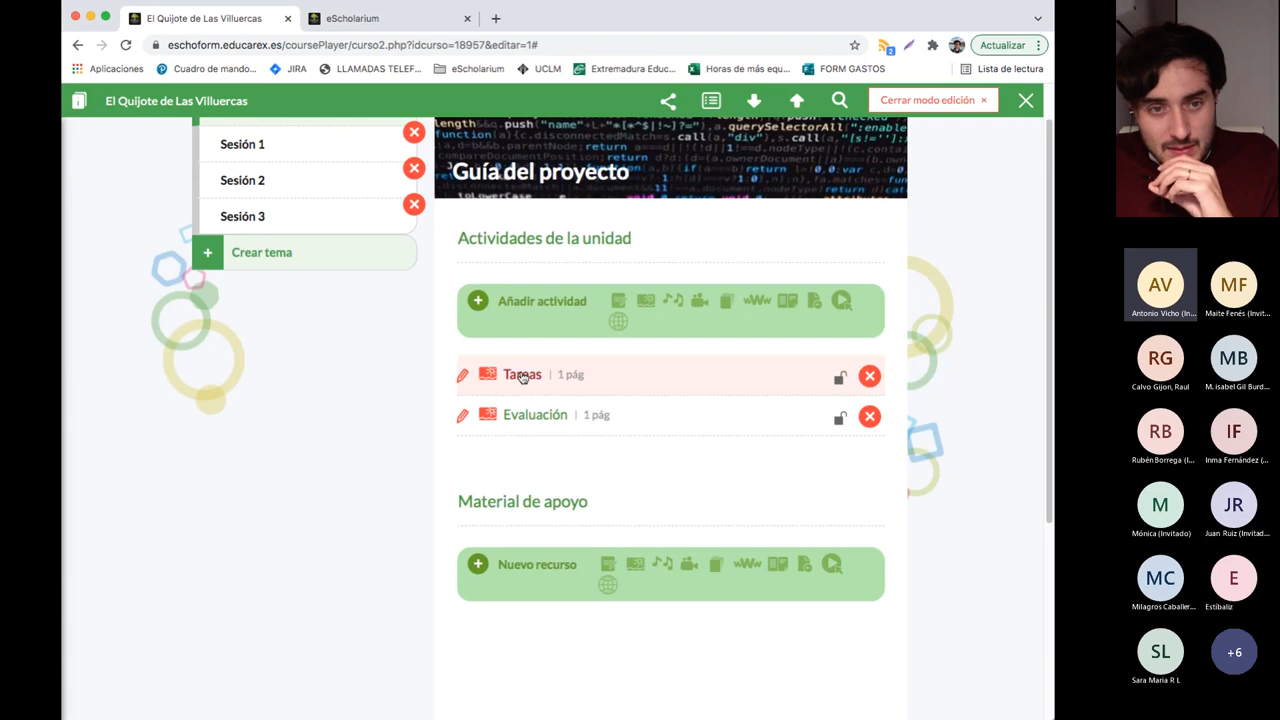 El Quijote de Las Villuercas
eScholarium
eschoform.educarex.es/coursePlayer/curso2.php?idcurso=18957&editar=1#
2
Actualizar
Aplicaciones
Cuadro de mando...
JIRA
LLAMADAS TELEF...
eScholarium
UCLM
Extremadura Educ...
Horas de más equ...
FORM GASTOS
Lista de lectura
El Quijote de Las Villuercas
Cerrar modo edición ×
Sesión 1
Sesión 2
Sesión 3
+ Crear tema
Guía del proyecto
Actividades de la unidad
Añadir actividad
wWw
Tareas | 1 pág
Evaluación | 1 pág
Material de apoyo
Nuevo recurso
wWw
AV
Antonio Vicho (In...
MF
Maite Fenés (Invit...
RG
Calvo Gijon, Raul
MB
M. isabel Gil Burd...
RB
Rubén Borrega (I...
IF
Inma Fernández (...
M
Mónica (Invitado)
JR
Juan Ruiz (Invitad...
MC
Milagros Caballer...
E
Estíbaliz
SL
Sara Maria R L
+6